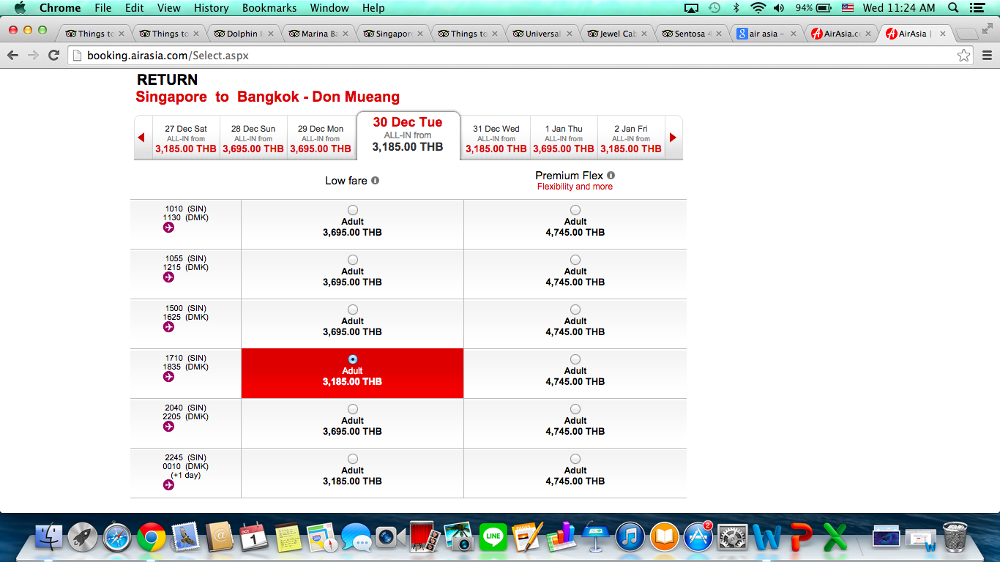 Chrome File Edit View History Bookmarks Window Help 94% Wed 11:24 AM
Things to Things to Dolphin Marina Ba Singapor Things to Universal Jewel Cab Sentosa 4 air asia - AirAsia.c AirAsia |
booking.airasia.com/Select.aspx
RETURN
Singapore to Bangkok - Don Mueang
27 Dec Sat
ALL-IN from
3,185.00 THB
28 Dec Sun
ALL-IN from
3,695.00 THB
29 Dec Mon
ALL-IN from
3,695.00 THB
30 Dec Tue
ALL-IN from
3,185.00 THB
31 Dec Wed
ALL-IN from
3,185.00 THB
1 Jan Thu
ALL-IN from
3,695.00 THB
2 Jan Fri
ALL-IN from
3,185.00 THB
Low fare
Premium Flex
Flexibility and more
1010 (SIN)
1130 (DMK)
Adult
3,695.00 THB
Adult
4,745.00 THB
1055 (SIN)
1215 (DMK)
Adult
3,695.00 THB
Adult
4,745.00 THB
1500 (SIN)
1625 (DMK)
Adult
3,695.00 THB
Adult
4,745.00 THB
1710 (SIN)
1835 (DMK)
Adult
3,185.00 THB
Adult
4,745.00 THB
2040 (SIN)
2205 (DMK)
Adult
3,695.00 THB
Adult
4,745.00 THB
2245 (SIN)
0010 (DMK)
(+1 day)
Adult
3,185.00 THB
Adult
4,745.00 THB
OCT
1
LINE
PAGES
2